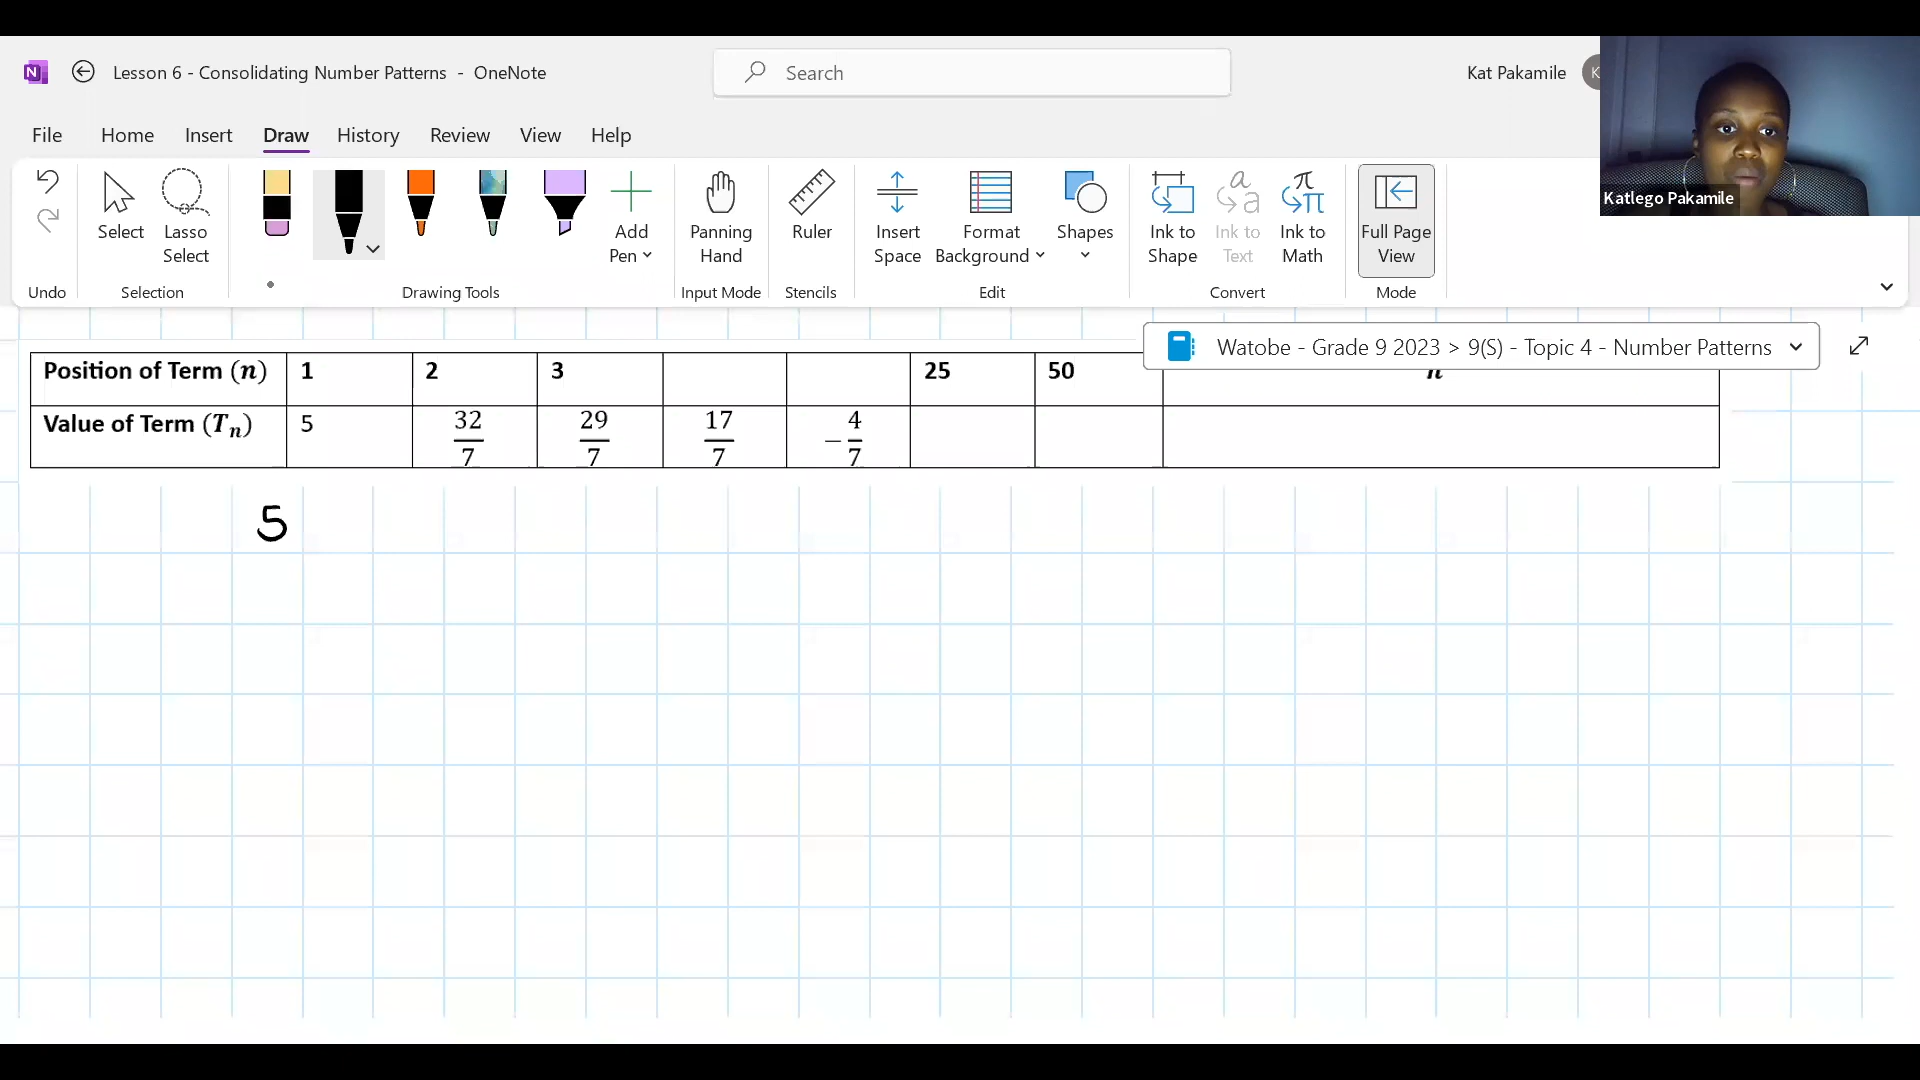 Lesson 6 - Consolidating Number Patterns - OneNote
Search
Kat Pakamile
K
File Home Insert Draw History Review View Help
Katlego Pakamile
Select
Lasso Select
Add Pen
Panning Hand
Ruler
Insert Space
Format Background
Shapes
Ink to Shape
Ink to Text
Ink to Math
Full Page View
Undo Selection Drawing Tools Input Mode Stencils Edit Convert Mode
Watobe - Grade 9 2023 > 9(S) - Topic 4 - Number Patterns
Position of Term (n) 1 2 3 25 50 n
Value of Term (Tn) 5 32/7 29/7 17/7 -4/7
5